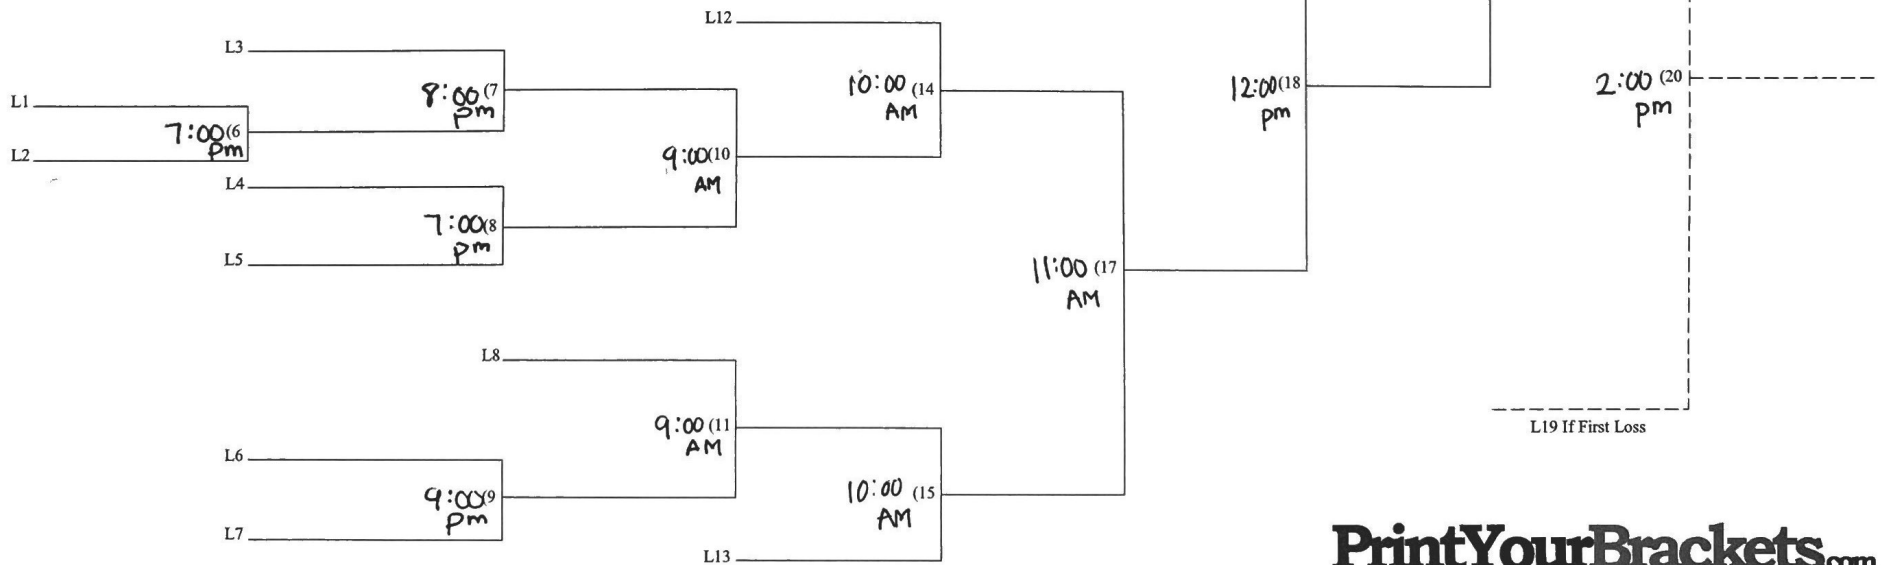 L12
L3
8:00 (7
pm
10:00 (14
AM
12:00 (18
pm
2:00 (20
pm
L1
7:00 (6
pm
L2
9:00 (10
AM
L4
7:00 (8
pm
L5
11:00 (17
AM
L8
9:00 (11
AM
L19 If First Loss
L6
9:00 (9
pm
10:00 (15
AM
L7
L13
PrintYourBrackets.com